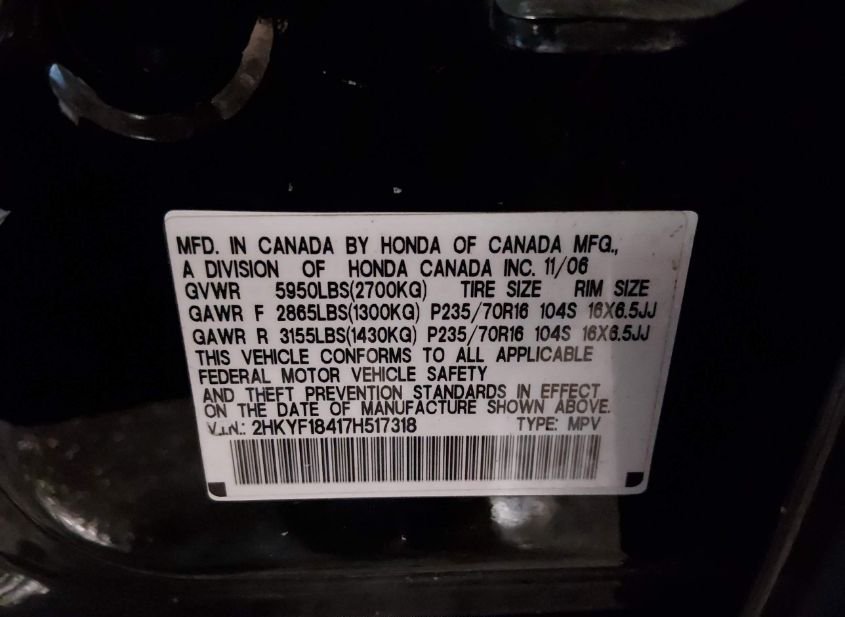 MFD. IN CANADA BY HONDA OF CANADA MFG.,
A DIVISION OF HONDA CANADA INC. 11/06
GVWR 5950LBS(2700KG) TIRE SIZE RIM SIZE
GAWR F 2865LBS(1300KG) P235/70R16 104S 16X6.5JJ
GAWR R 3155LBS(1430KG) P235/70R16 104S 16X6.5JJ
THIS VEHICLE CONFORMS TO ALL APPLICABLE
FEDERAL MOTOR VEHICLE SAFETY
AND THEFT PREVENTION STANDARDS IN EFFECT
ON THE DATE OF MANUFACTURE SHOWN ABOVE.
V.I.N.: 2HKYF18417H517318 TYPE: MPV